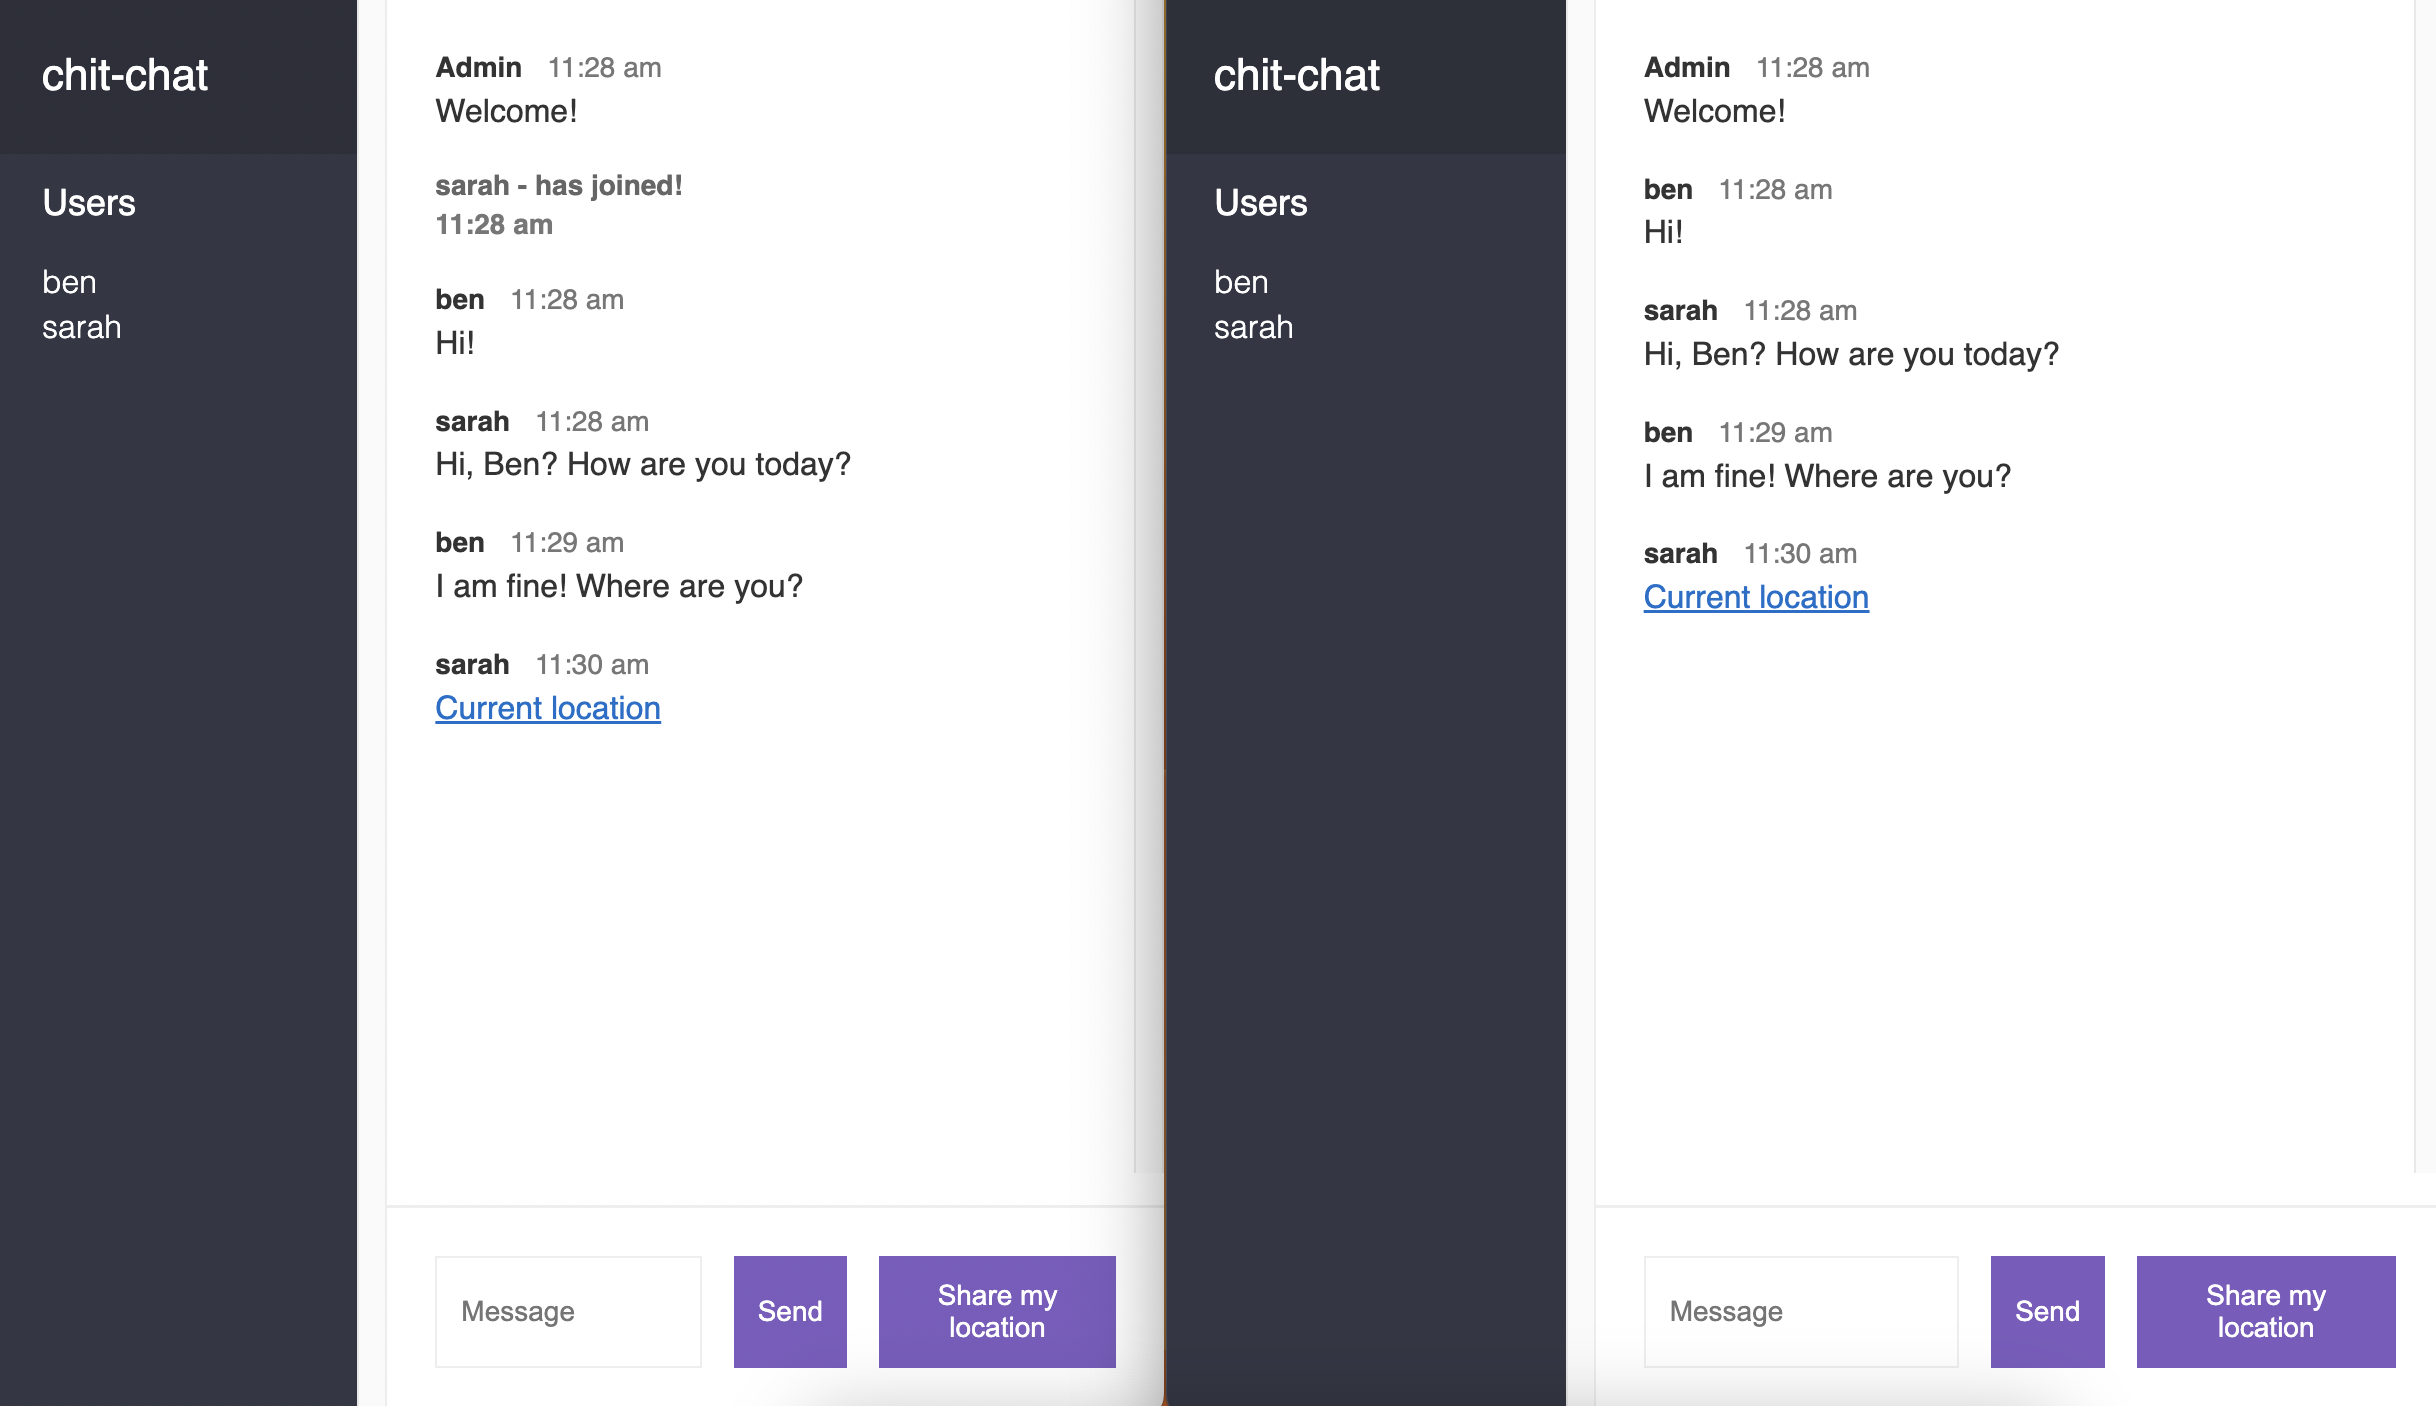 chit-chat
Users
ben
sarah
Admin 11:28 am
Welcome!
sarah - has joined!
11:28 am
ben 11:28 am
Hi!
sarah 11:28 am
Hi, Ben? How are you today?
ben 11:29 am
I am fine! Where are you?
sarah 11:30 am
Current location
Message
Send
Share my
location
chit-chat
Users
ben
sarah
Admin 11:28 am
Welcome!
ben 11:28 am
Hi!
sarah 11:28 am
Hi, Ben? How are you today?
ben 11:29 am
I am fine! Where are you?
sarah 11:30 am
Current location
Message
Send
Share my
location